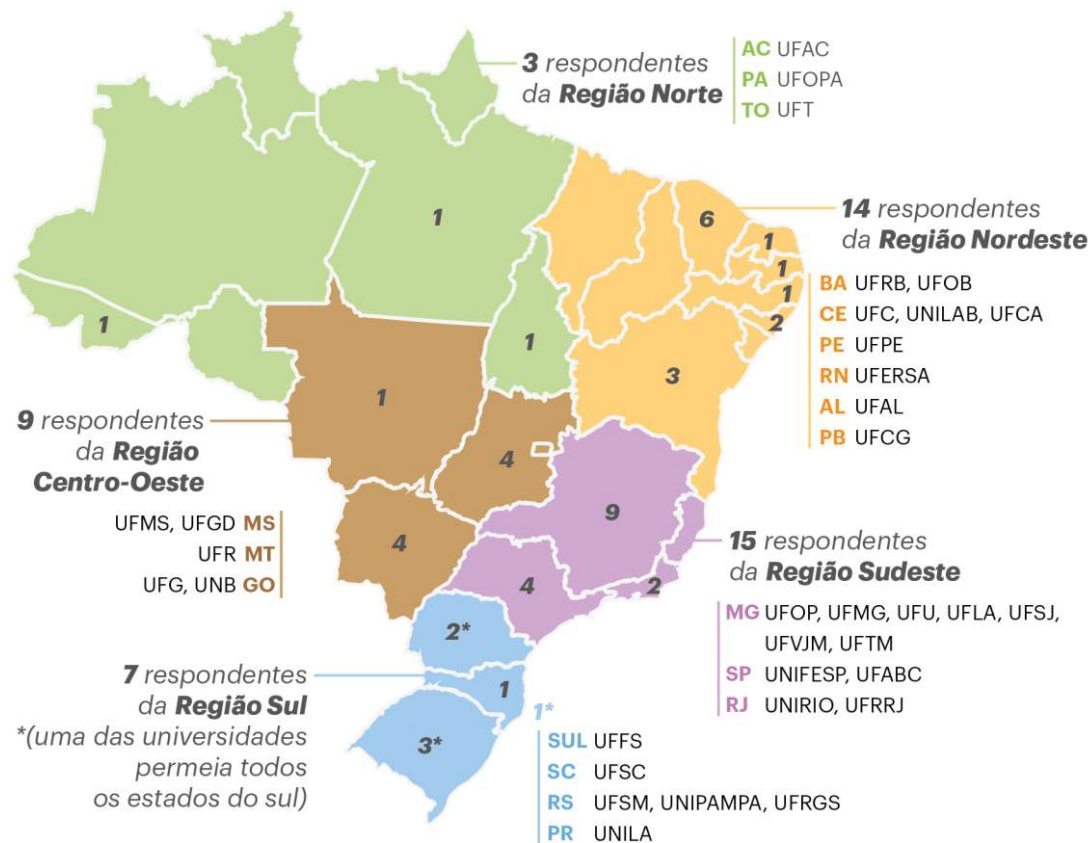 3 respondentes
da Região Norte
AC UFAC
PA UFOPA
TO UFT
1
1
1
14 respondentes
da Região Nordeste
6
1
1
1
2
3
BA UFRB, UFOB
CE UFC, UNILAB, UFCA
PE UFPE
RN UFERSA
AL UFAL
PB UFCG
9 respondentes
da Região
Centro-Oeste
1
4
4
UFMS, UFGD MS
UFR MT
UFG, UNB GO
15 respondentes
da Região Sudeste
9
4
2
MG UFOP, UFMG, UFU, UFLA, UFSJ,
UFVJM, UFTM
SP UNIFESP, UFABC
RJ UNIRIO, UFRRJ
7 respondentes
da Região Sul
*(uma das universidades
permeia todos
os estados do sul)
2*
1
3*
1*
SUL UFFS
SC UFSC
RS UFSM, UNIPAMPA, UFRGS
PR UNILA